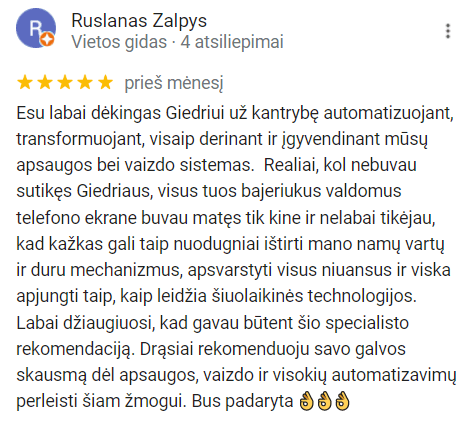 R
Ruslanas Zalpys
Vietos gidas · 4 atsiliepimai
prieš mėnesį
Esu labai dėkingas Giedriui už kantrybę automatizuojant,
transformuojant, visaip derinant ir įgyvendinant mūsų
apsaugos bei vaizdo sistemas.  Realiai, kol nebuvau
sutikęs Giedriaus, visus tuos bajeriukus valdomus
telefono ekrane buvau matęs tik kine ir nelabai tikėjau,
kad kažkas gali taip nuodugniai ištirti mano namų vartų
ir duru mechanizmus, apsvarstyti visus niuansus ir viska
apjungti taip, kaip leidžia šiuolaikinės technologijos.
Labai džiaugiuosi, kad gavau būtent šio specialisto
rekomendaciją. Drąsiai rekomenduoju savo galvos
skausmą dėl apsaugos, vaizdo ir visokių automatizavimų
perleisti šiam žmogui. Bus padaryta 👌👌👌